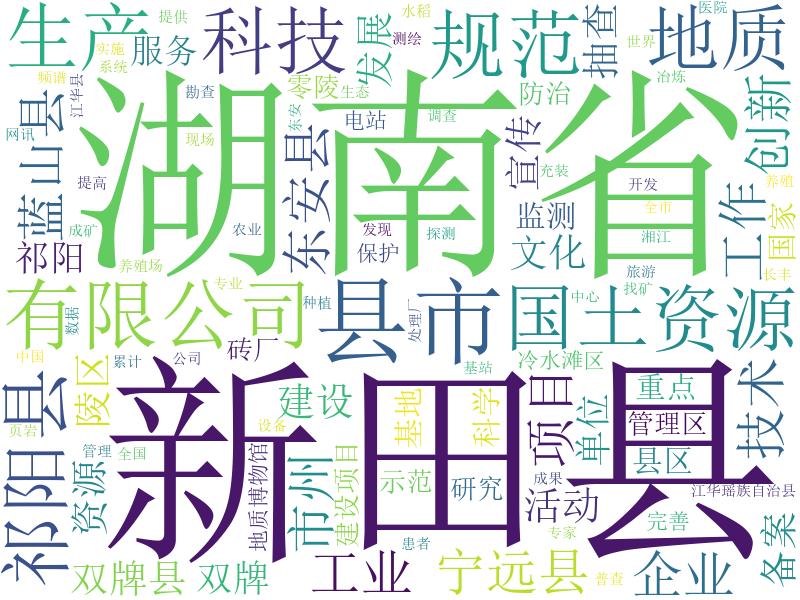 生产
服务
科技
发展
水稻
测绘
规范
抽查
医院
世界
地质
提供
实施
系统
频谱
江华县
勘查
零陵
生态
东安
防治
冶炼
创新
网讯
蓝山县
现场
湖南省
电站
调查
宣传
充装
开发
养殖
提高
东安县
监测
全市
工作
国家
成矿
祁阳
农业
发现
保护
探测
文化
湘江
旅游
长丰
养殖场
专业
有限公司
数据
种植
县市
处理厂
国土资源
中心
找矿
中国
累计
公司
砖厂
基站
冷水滩区
县
陵区
建设
基地
科学
项目
单位
重点
技术
新田县
设备
管理区
祁阳县
页岩
资源
管理
全国
地质博物馆
市州
建设项目
示范
研究
成果
县区
江华瑶族自治县
活动
专家
完善
备案
患者
双牌县
双牌
工业
宁远县
普查
企业